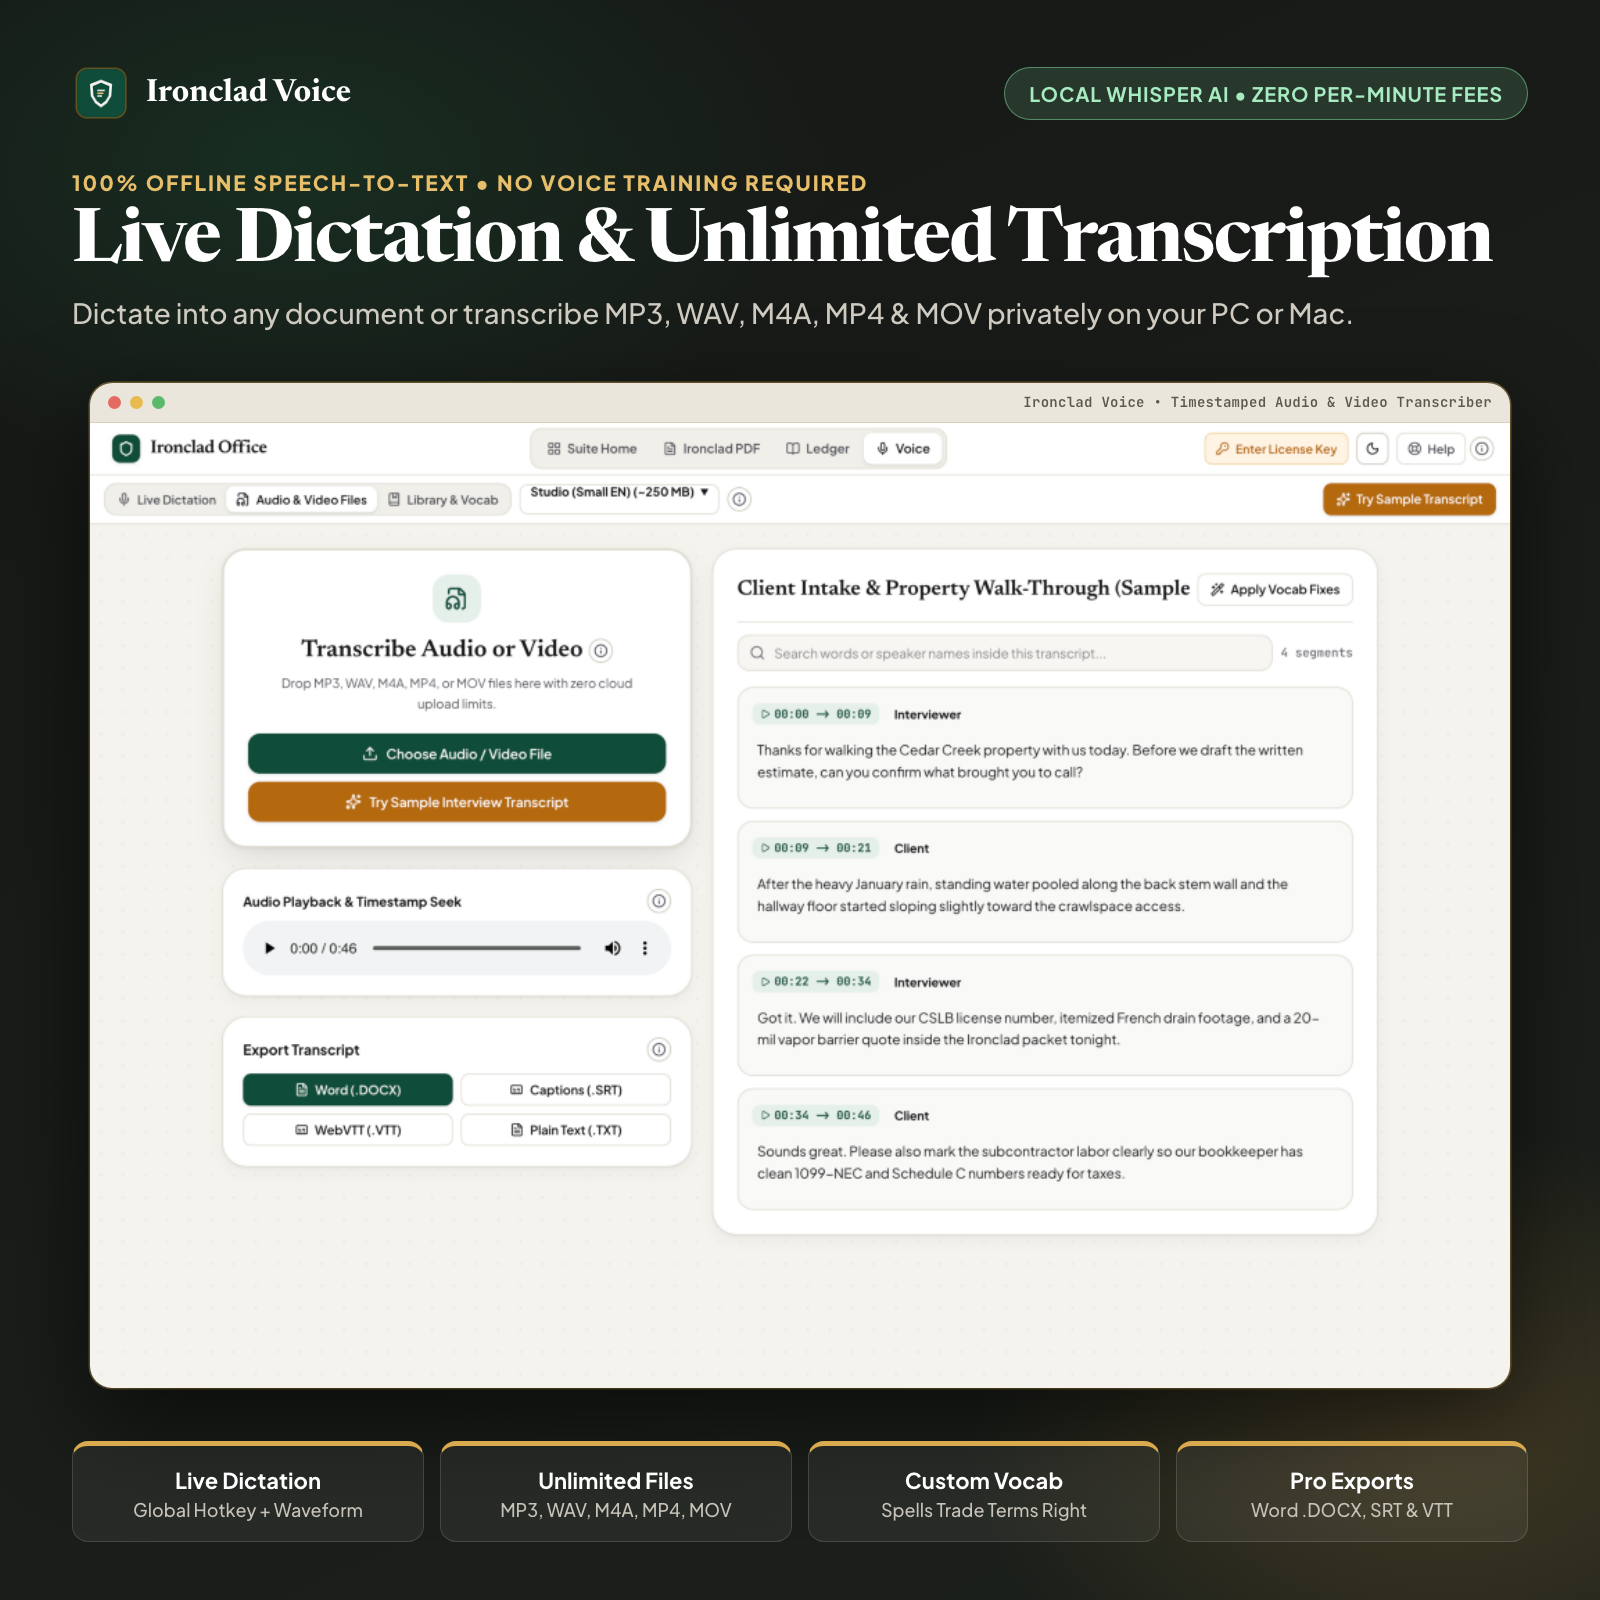 Ironclad Voice
LOCAL WHISPER AI • ZERO PER-MINUTE FEES
100% OFFLINE SPEECH-TO-TEXT • NO VOICE TRAINING REQUIRED
Live Dictation & Unlimited Transcription
Dictate into any document or transcribe MP3, WAV, M4A, MP4 & MOV privately on your PC or Mac.
Ironclad Voice • Timestamped Audio & Video Transcriber
Ironclad Office
Suite Home
Ironclad PDF
Ledger
Voice
Enter License Key
Help
Live Dictation
Audio & Video Files
Library & Vocab
Studio (Small EN) (~250 MB)
Try Sample Transcript
Transcribe Audio or Video
Drop MP3, WAV, M4A, MP4, or MOV files here with zero cloud
upload limits.
Choose Audio / Video File
Try Sample Interview Transcript
Audio Playback & Timestamp Seek
0:00 / 0:46
Export Transcript
Word (.DOCX)
Captions (.SRT)
WebVTT (.VTT)
Plain Text (.TXT)
Client Intake & Property Walk-Through (Sample
Apply Vocab Fixes
Search words or speaker names inside this transcript...
4 segments
00:00 → 00:09 Interviewer
Thanks for walking the Cedar Creek property with us today. Before we draft the written
estimate, can you confirm what brought you to call?
00:09 → 00:21 Client
After the heavy January rain, standing water pooled along the back stem wall and the
hallway floor started sloping slightly toward the crawlspace access.
00:22 → 00:34 Interviewer
Got it. We will include our CSLB license number, itemized French drain footage, and a 20-
mil vapor barrier quote inside the Ironclad packet tonight.
00:34 → 00:46 Client
Sounds great. Please also mark the subcontractor labor clearly so our bookkeeper has
clean 1099-NEC and Schedule C numbers ready for taxes.
Live Dictation
Global Hotkey + Waveform
Unlimited Files
MP3, WAV, M4A, MP4, MOV
Custom Vocab
Spells Trade Terms Right
Pro Exports
Word .DOCX, SRT & VTT